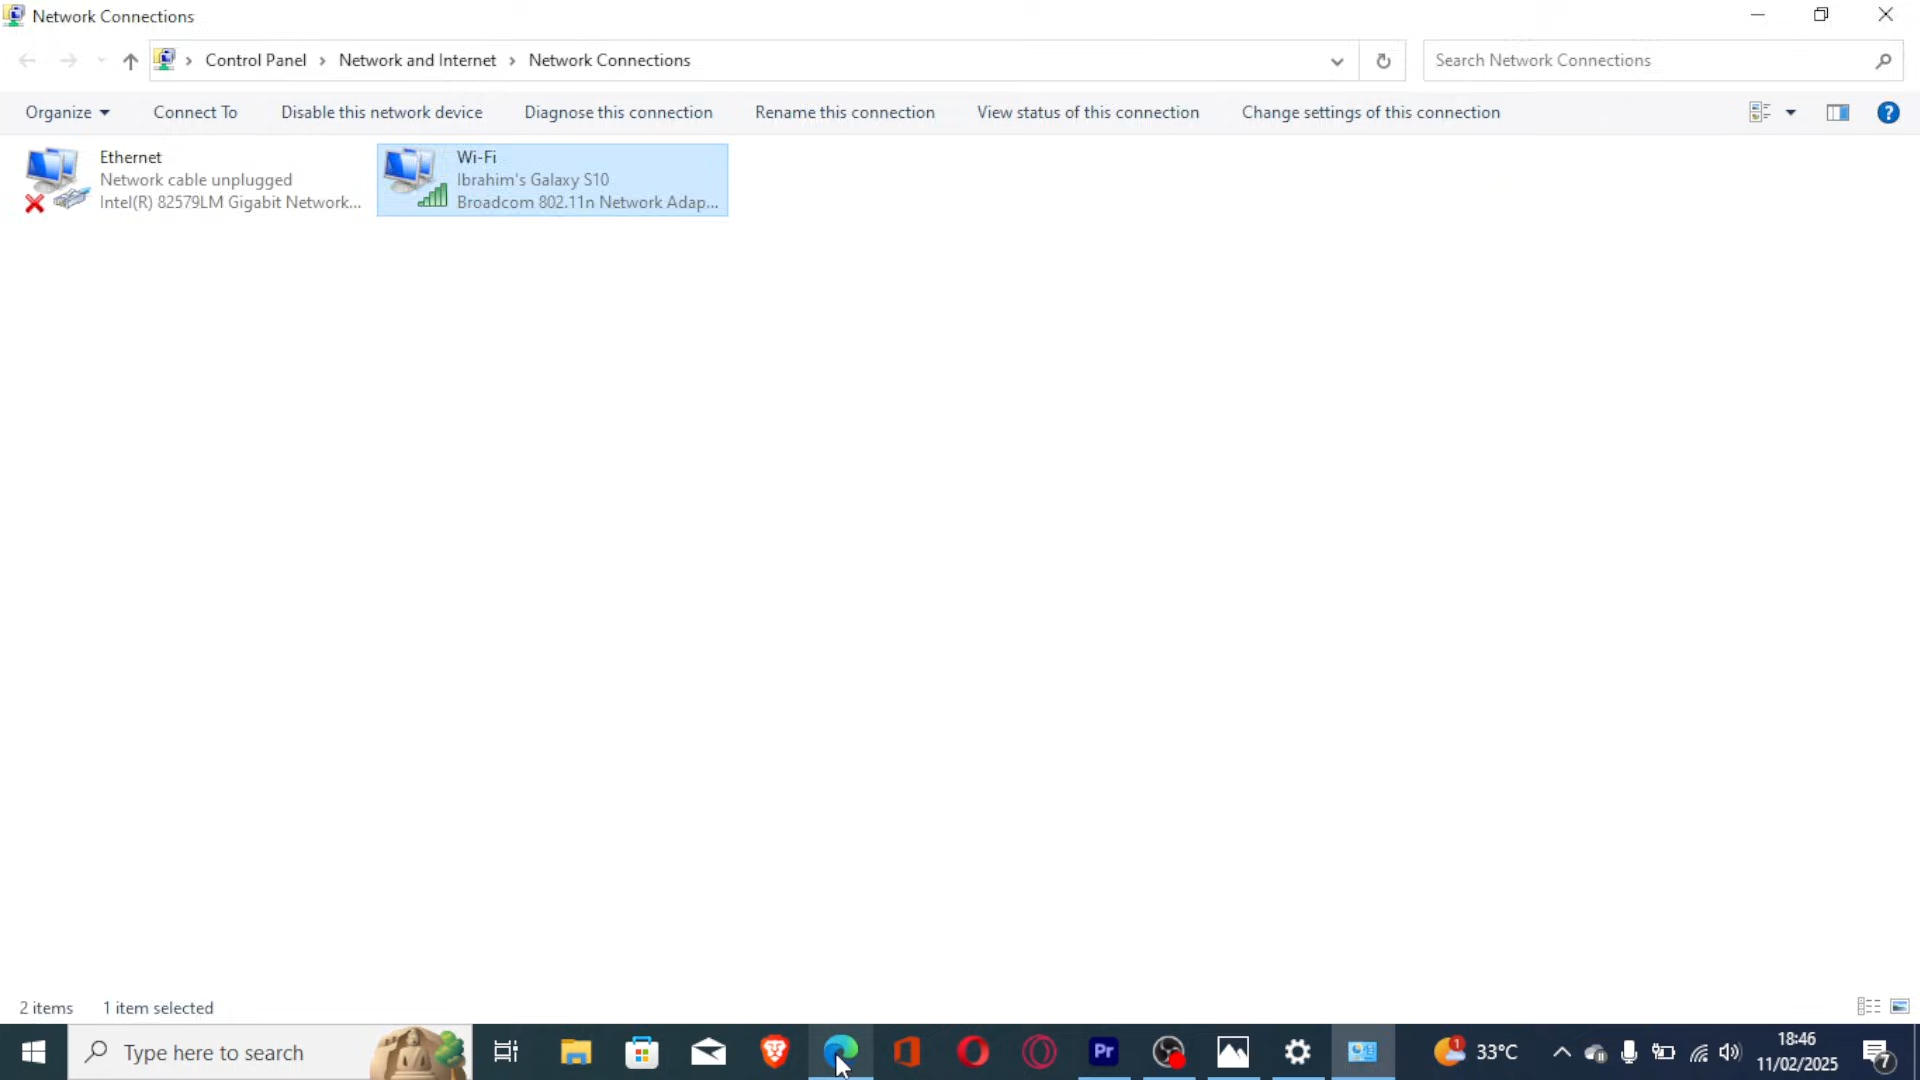 Network Connections
Control Panel
Network and Internet
Network Connections
Search Network Connections
Organize
Connect To
Disable this network device
Diagnose this connection
Rename this connection
View status of this connection
Change settings of this connection
Ethernet
Network cable unplugged
Intel(R) 82579LM Gigabit Network...
Wi-Fi
Ibrahim's Galaxy S10
Broadcom 802.11n Network Adap...
2 items
1 item selected
Type here to search
Pr
1
33°C
18:46
11/02/2025
7